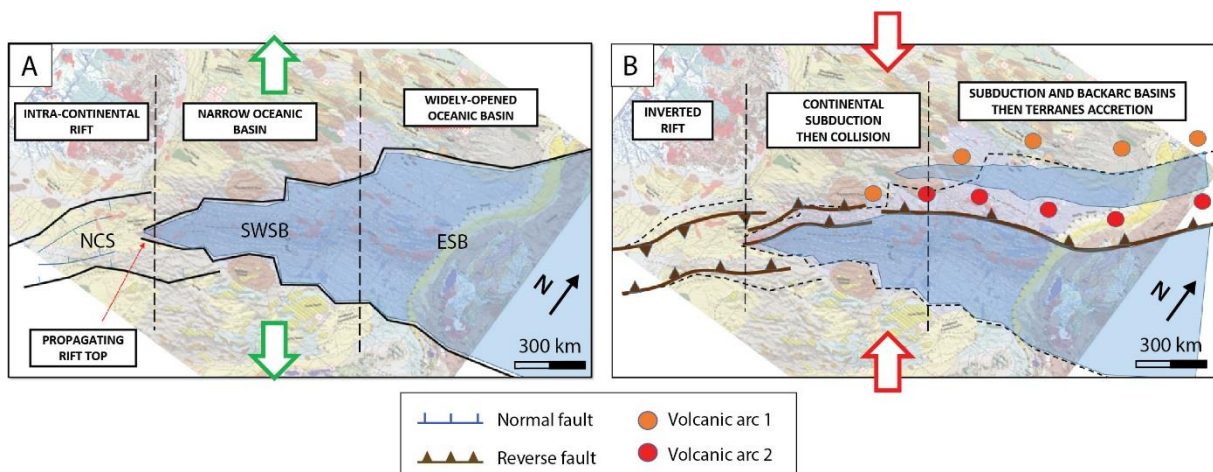 A
INTRA-CONTINENTAL
RIFT
NARROW OCEANIC
BASIN
WIDELY-OPENED
OCEANIC BASIN
NCS
SWSB
ESB
PROPAGATING
RIFT TOP
N
300 km
B
INVERTED
RIFT
CONTINENTAL
SUBDUCTION
THEN COLLISION
SUBDUCTION AND BACKARC BASINS
THEN TERRANES ACCRETION
N
300 km
Normal fault
Volcanic arc 1
Reverse fault
Volcanic arc 2